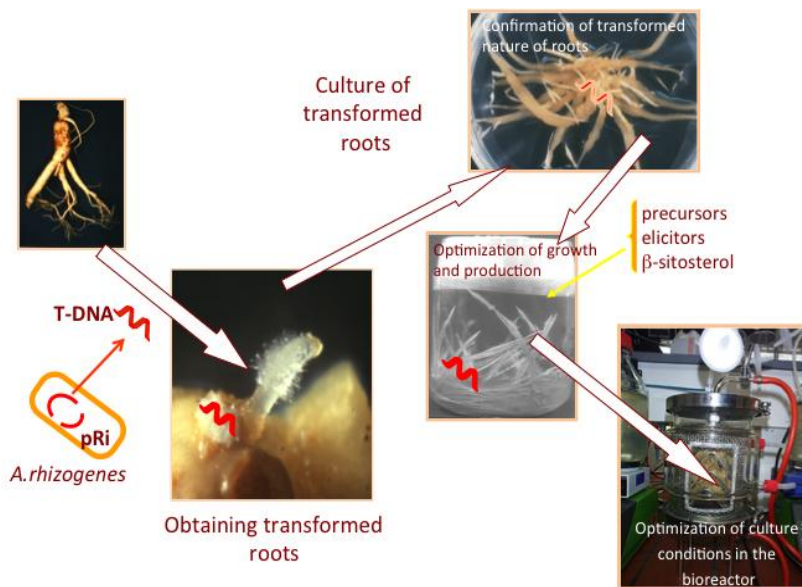 Confirmation of transformed
nature of roots
Culture of
transformed
roots
precursors
elicitors
β-sitosterol
Optimization of growth
and production
T-DNA
pRi
A.rhizogenes
Obtaining transformed
roots
Optimization of culture
conditions in the
bioreactor